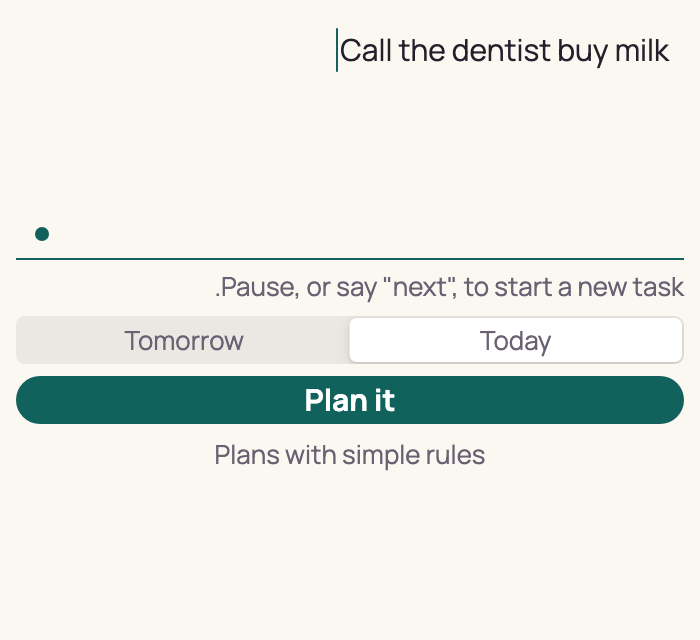 Call the dentist buy milk
.Pause, or say "next", to start a new task
Today
Tomorrow
Plan it
Plans with simple rules